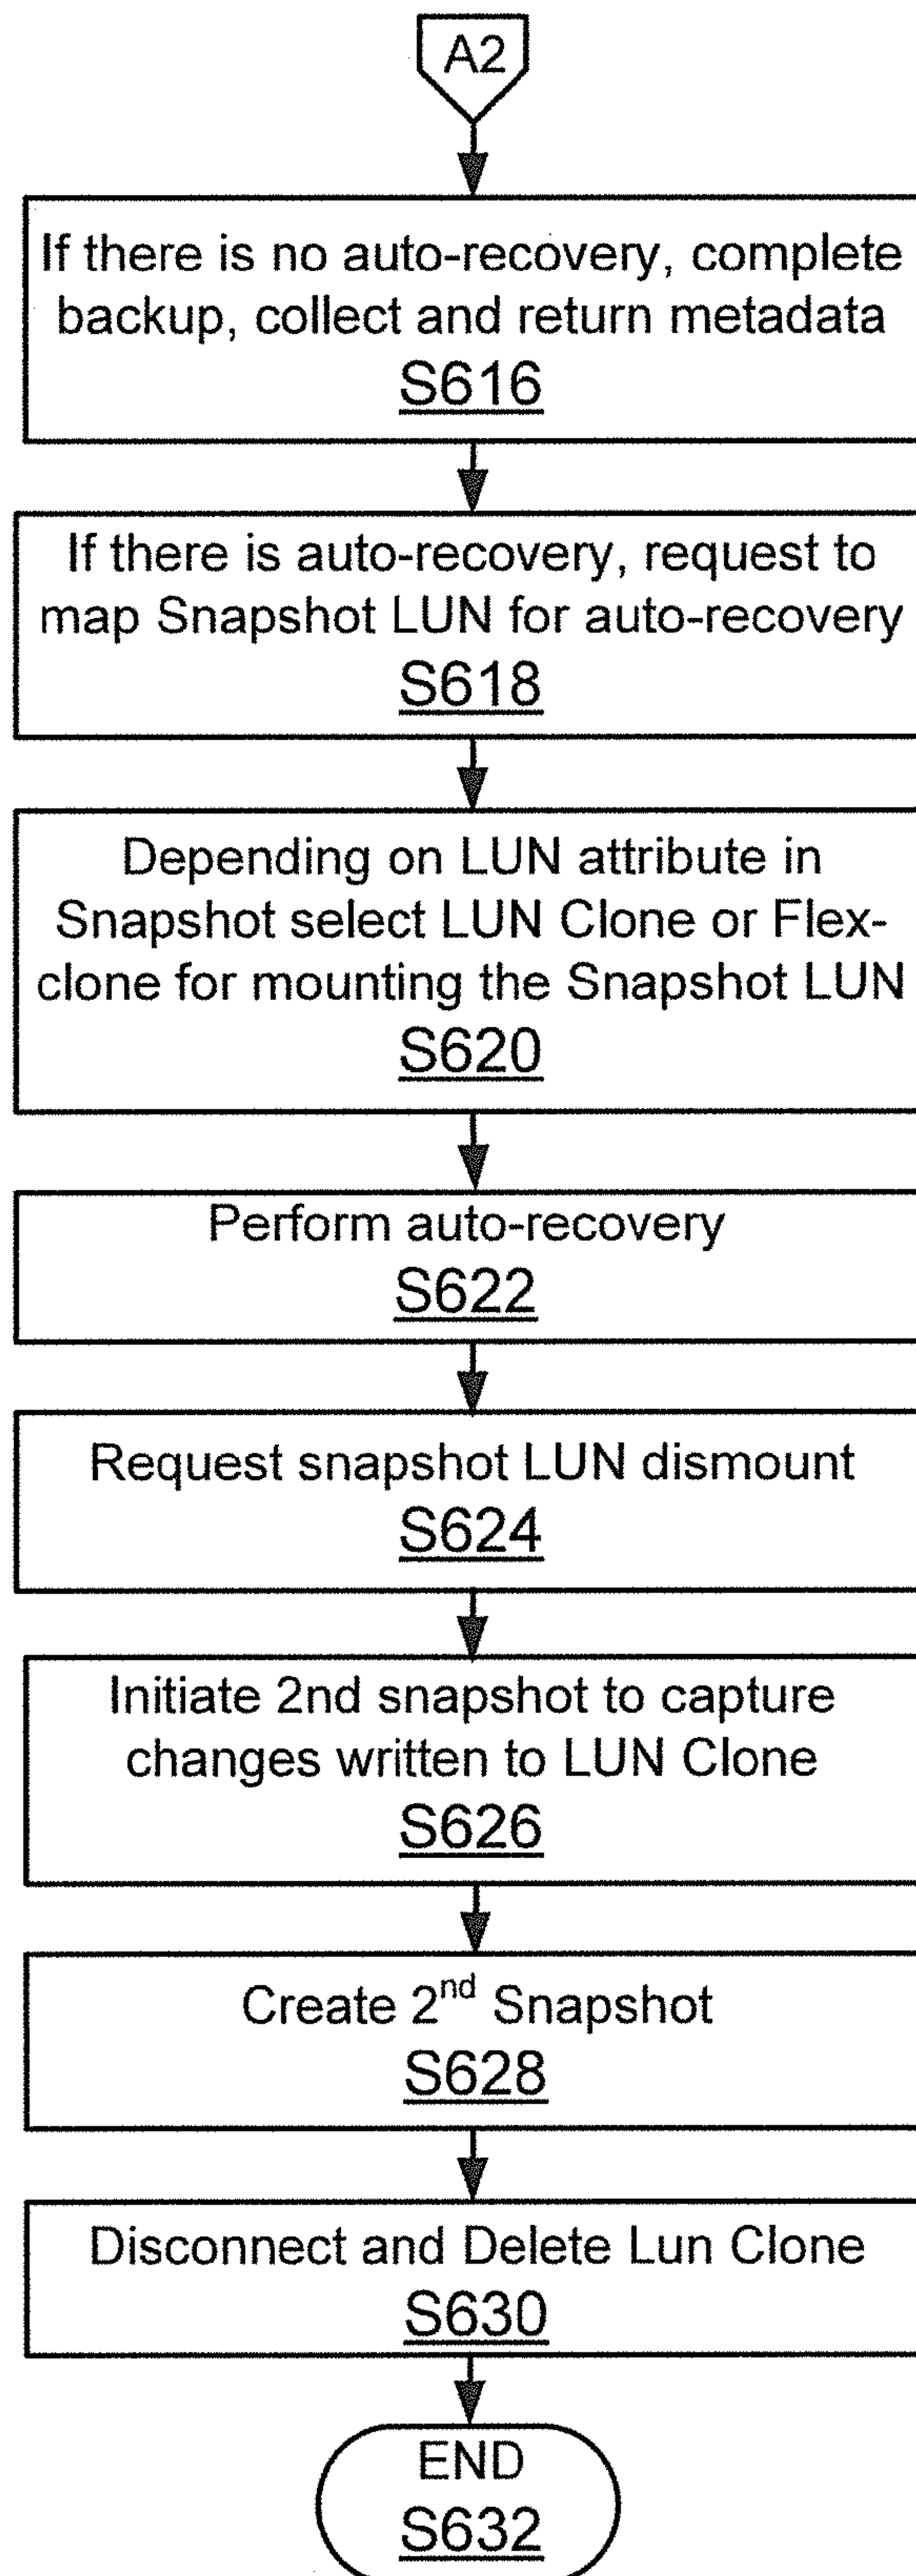 A2
If there is no auto-recovery, complete
backup, collect and return metadata
S616
If there is auto-recovery, request to
map Snapshot LUN for auto-recovery
S618
Depending on LUN attribute in
Snapshot select LUN Clone or Flex-
clone for mounting the Snapshot LUN
S620
Perform auto-recovery
S622
Request snapshot LUN dismount
S624
Initiate 2nd snapshot to capture
changes written to LUN Clone
S626
Create 2nd Snapshot
S628
Disconnect and Delete Lun Clone
S630
END
S632